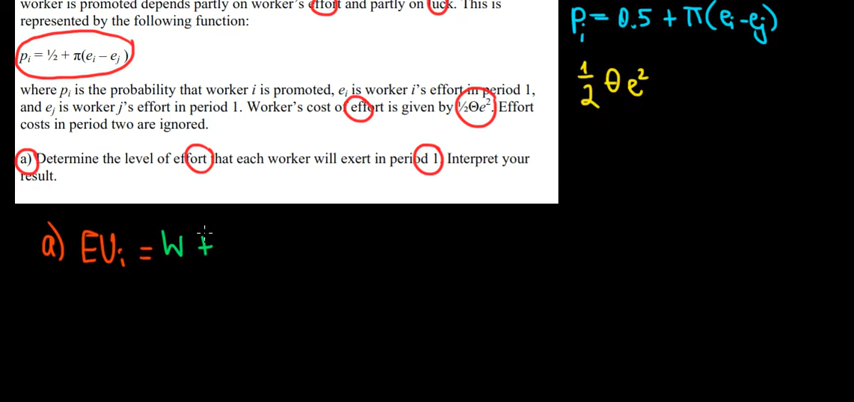 worker is promoted depends partly on worker's effort and partly on luck. This is
represented by the following function:
pᵢ = ½ + π(eᵢ − eⱼ)
where pᵢ is the probability that worker i is promoted, eᵢ is worker i's effort in period 1,
and eⱼ is worker j's effort in period 1. Worker's cost of effort is given by ½Θe². Effort
costs in period two are ignored.
a) Determine the level of effort that each worker will exert in period 1. Interpret your
result.
Pᵢ = 0.5 + π(eᵢ-eⱼ)
1/2 θ e²
a) EUᵢ = W +